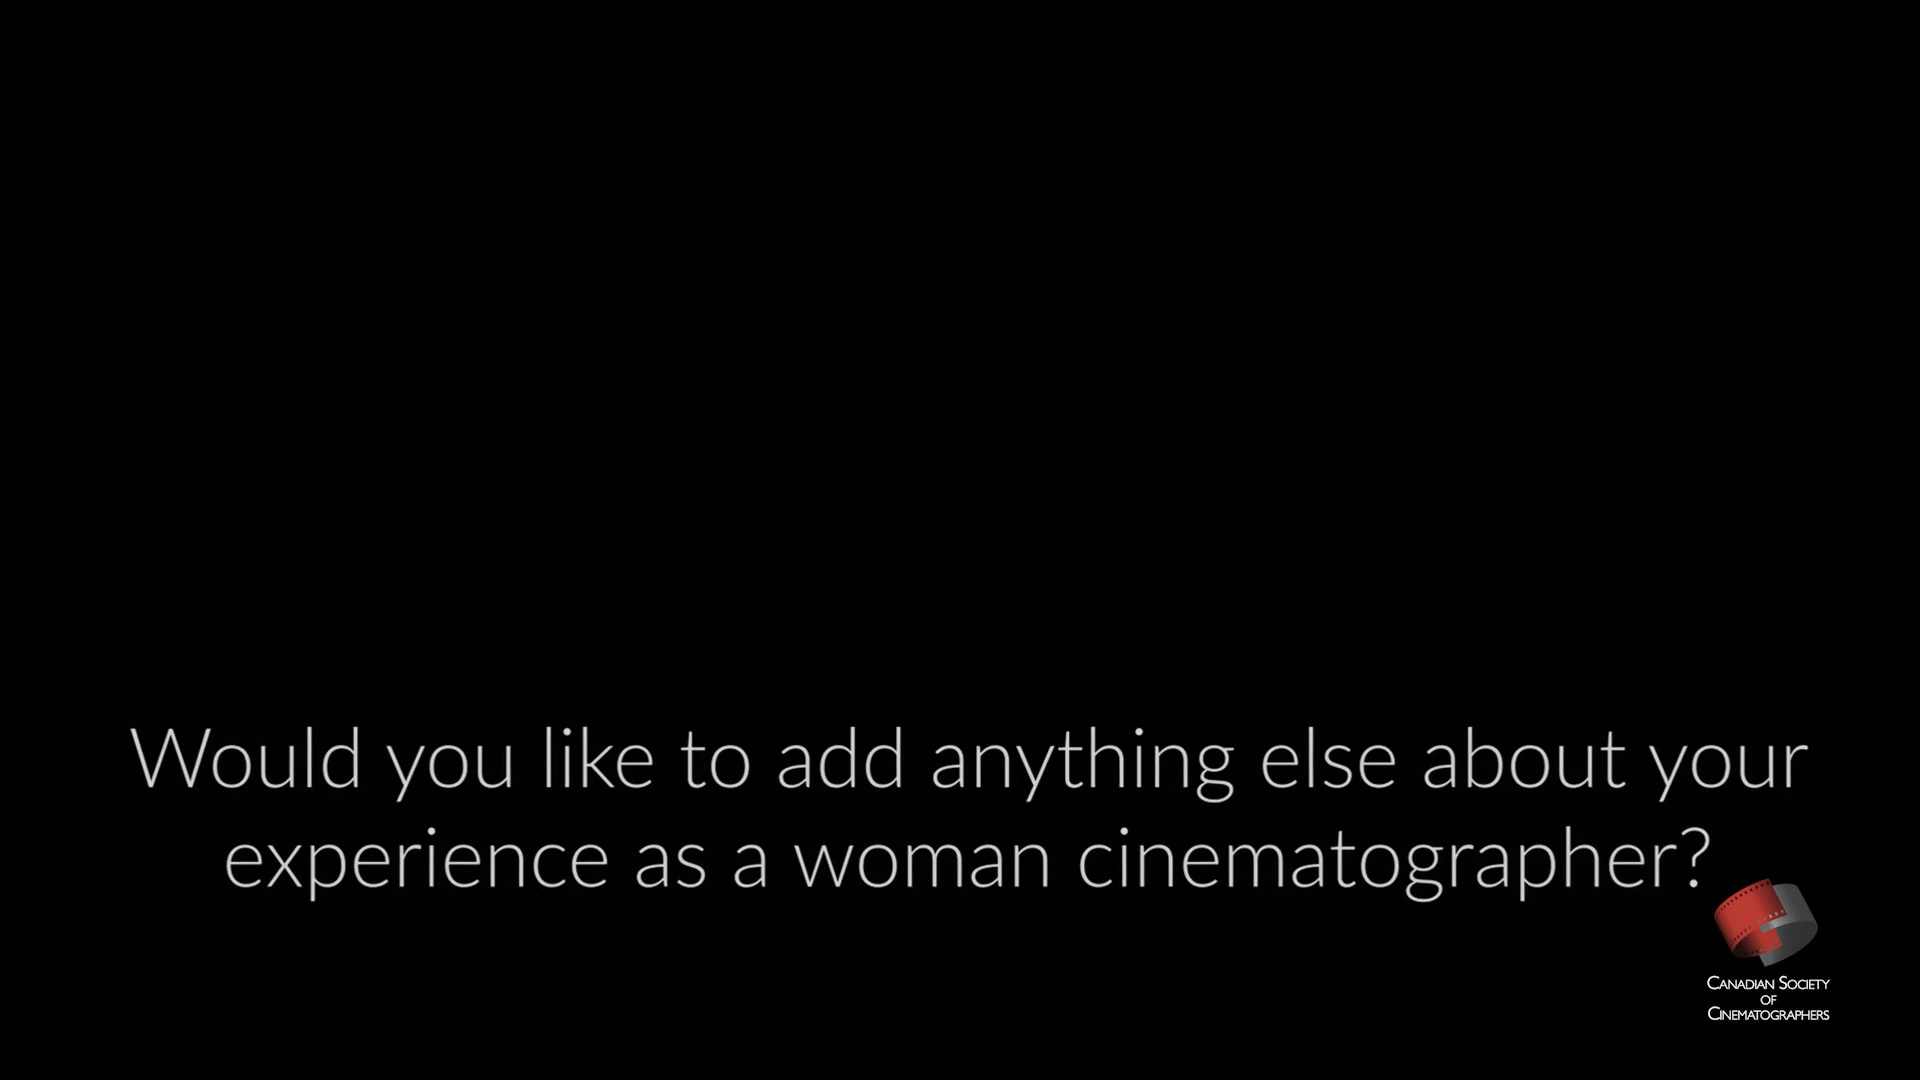 Would you like to add anything else about your
experience as a woman cinematographer?
CANADIAN SOCIETY
OF
CINEMATOGRAPHERS